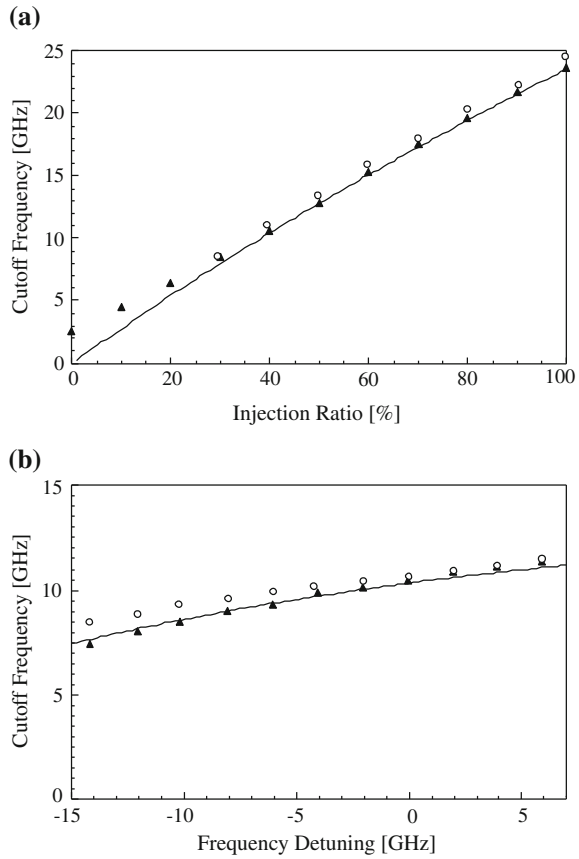 (a)
25
20
15
10
5
0
Cutoff Frequency [GHz]
0 20 40 60 80 100
Injection Ratio [%]
(b)
15
10
5
0
Cutoff Frequency [GHz]
-15 -10 -5 0 5
Frequency Detuning [GHz]